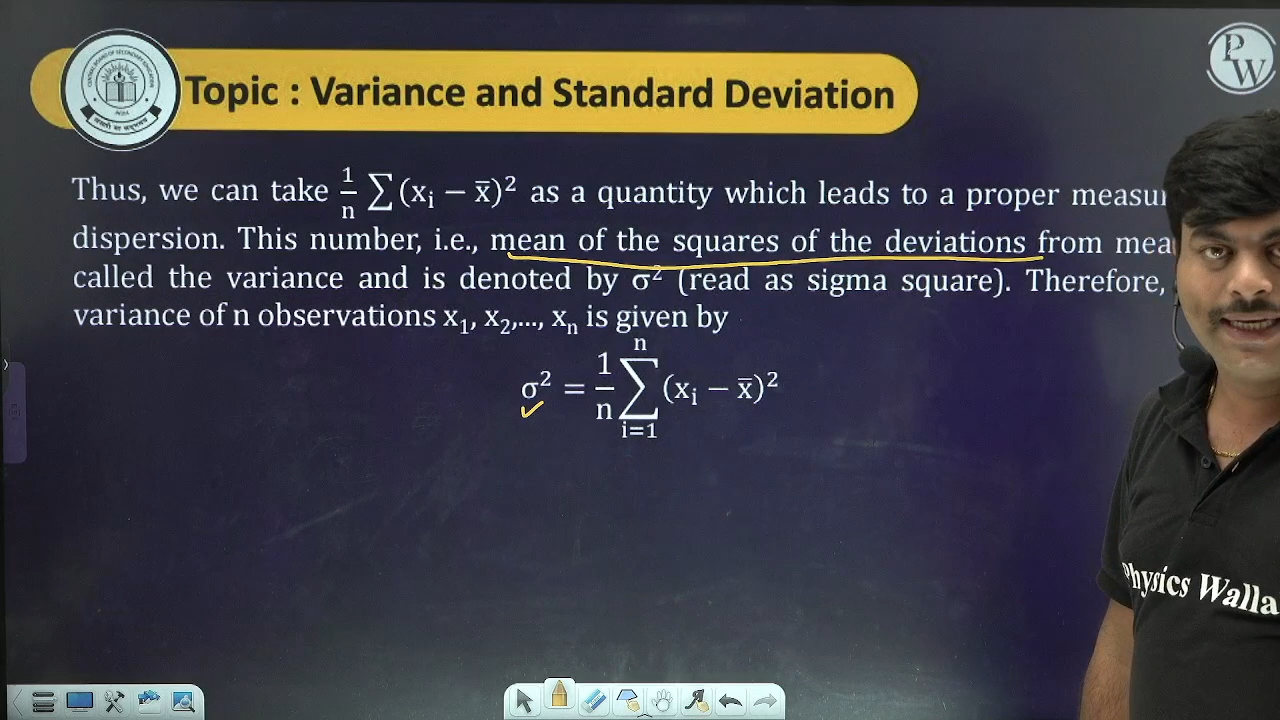 Topic : Variance and Standard Deviation
PW
Thus, we can take 1/n ∑(xᵢ − x̄)² as a quantity which leads to a proper
dispersion. This number, i.e., mean of the squares of the deviations from
called the variance and is denoted by σ² (read as sigma square). Therefore,
variance of n observations x₁, x₂,..., xₙ is given by
σ² = 1/n ∑ⁿᵢ₌₁ (xᵢ − x̄)²
Physics Walla